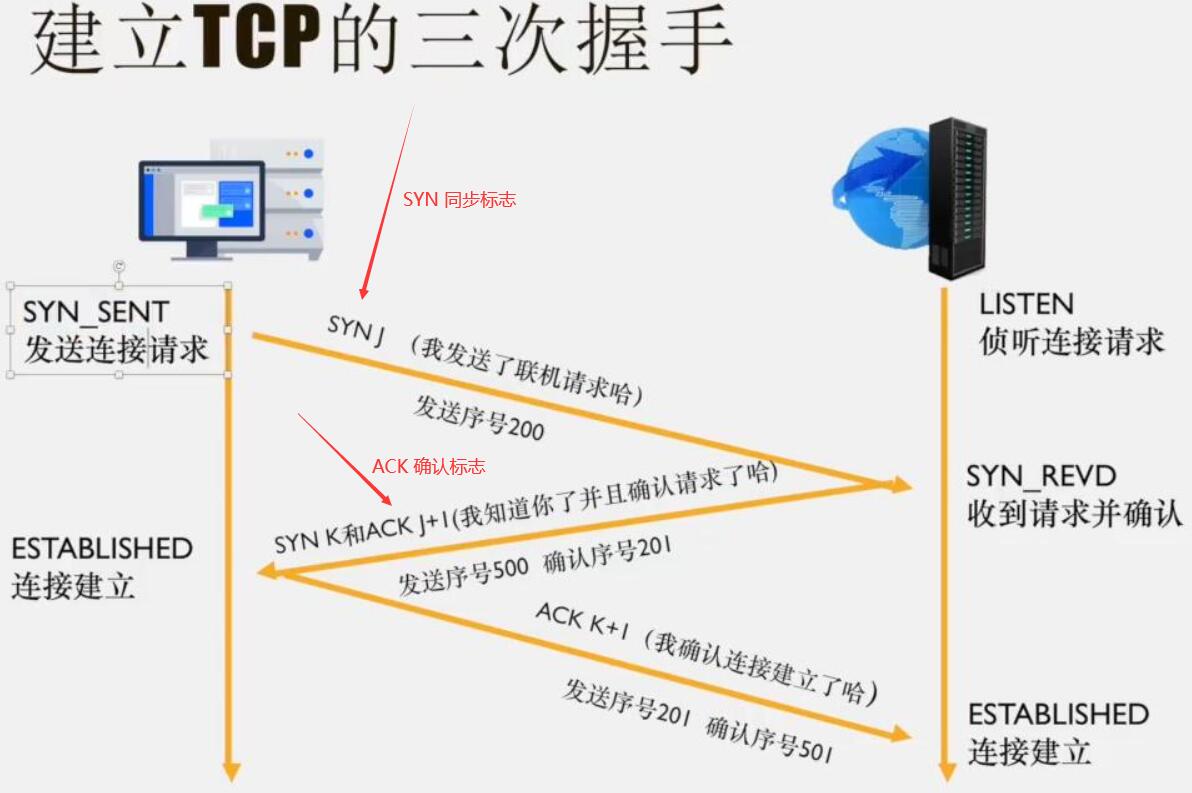 建立TCP的三次握手
SYN 同步标志
SYN_SENT
发送连接请求
LISTEN
侦听连接请求
SYN J （我发送了联机请求哈）
发送序号200
ACK 确认标志
SYN_REVD
收到请求并确认
SYN K和ACK J+1(我知道你了并且确认请求了哈)
发送序号500 确认序号201
ESTABLISHED
连接建立
ACK K+1 （我确认连接建立了哈）
发送序号201 确认序号501
ESTABLISHED
连接建立